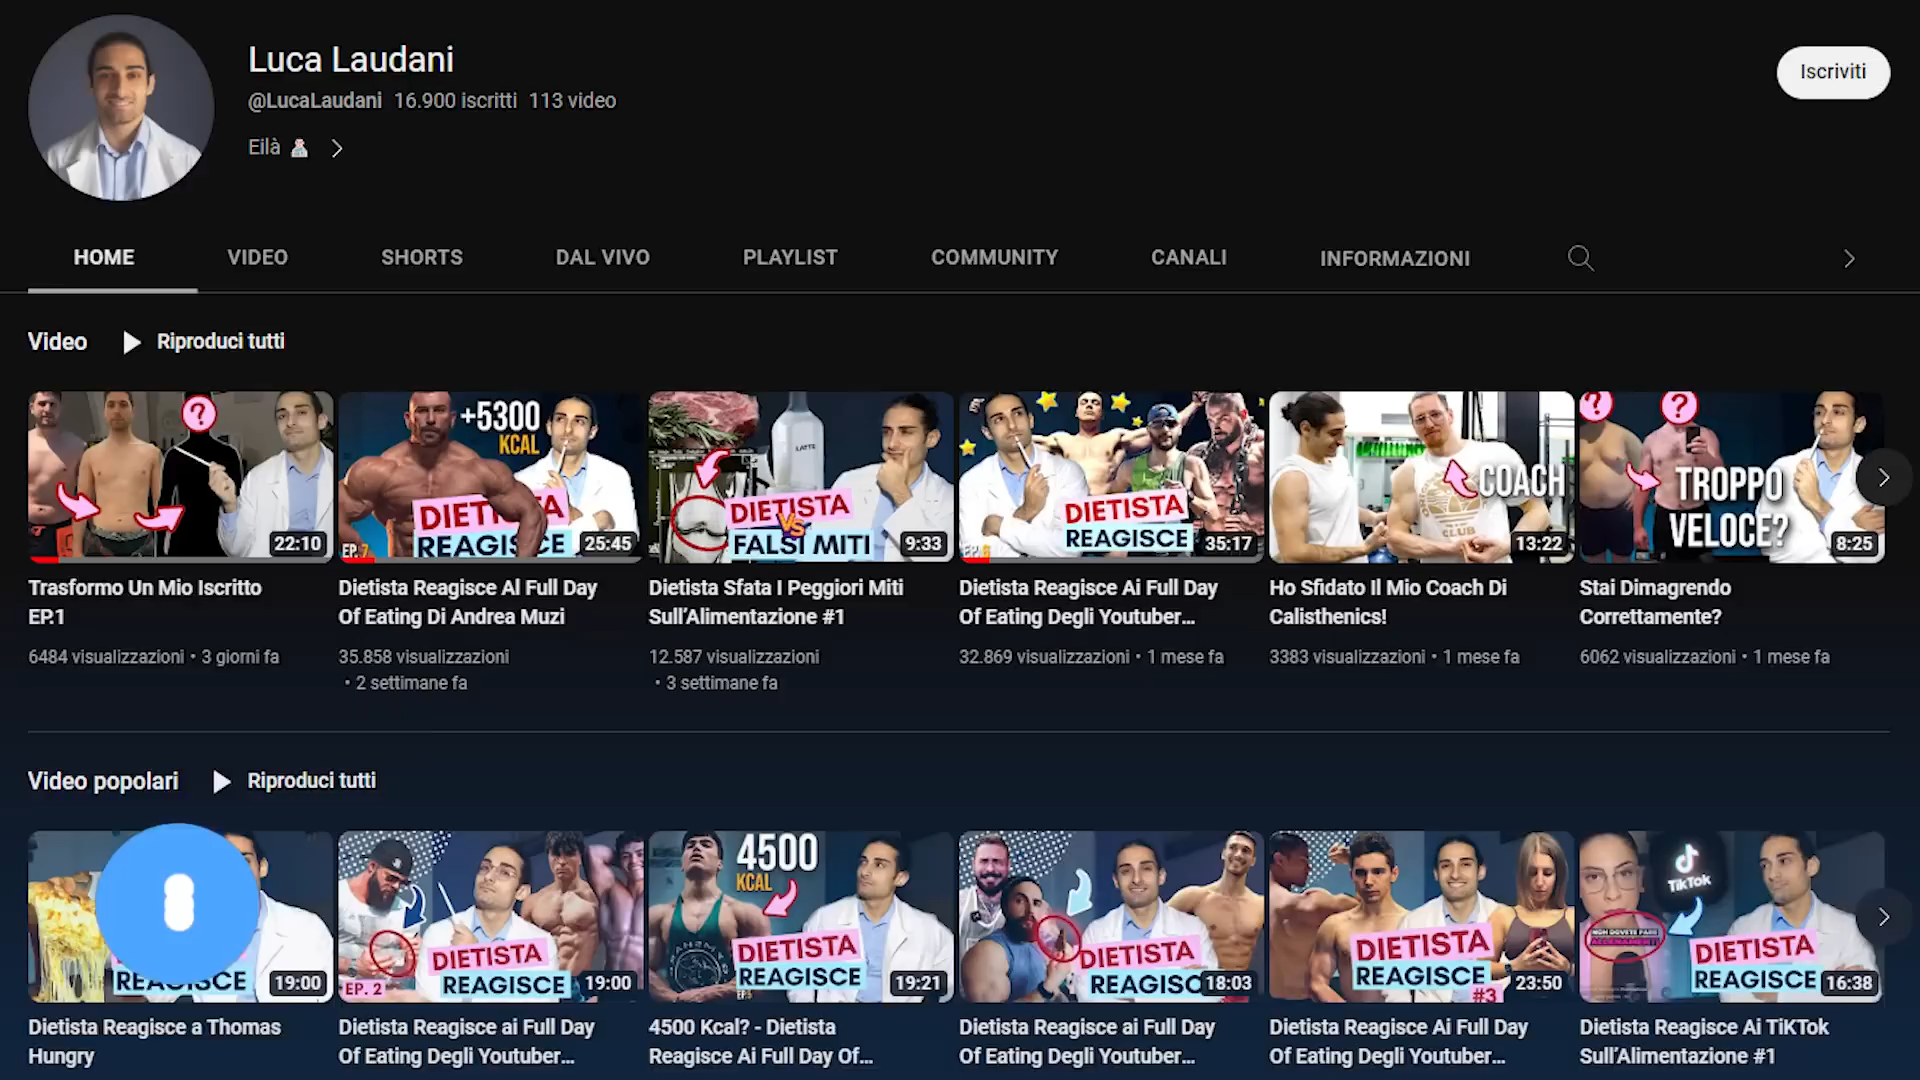 Luca Laudani
@LucaLaudani 16.900 iscritti 113 video
Eilà
Iscriviti
HOME
VIDEO
SHORTS
DAL VIVO
PLAYLIST
COMMUNITY
CANALI
INFORMAZIONI
Video
Riproduci tutti
?
22:10
+5300
KCAL
DIETISTA
REAGISCE
EP. 7
25:45
LATTE
DIETISTA
VS
FALSI MITI
9:33
DIETISTA
REAGISCE
EP. 6
35:17
COACH
CLUB
13:22
?
?
TROPPO
VELOCE?
8:25
Trasformo Un Mio Iscritto
EP.1
6484 visualizzazioni • 3 giorni fa
Dietista Reagisce Al Full Day
Of Eating Di Andrea Muzi
35.858 visualizzazioni
• 2 settimane fa
Dietista Sfata I Peggiori Miti
Sull’Alimentazione #1
12.587 visualizzazioni
• 3 settimane fa
Dietista Reagisce Ai Full Day
Of Eating Degli Youtuber...
32.869 visualizzazioni • 1 mese fa
Ho Sfidato Il Mio Coach Di
Calisthenics!
3383 visualizzazioni • 1 mese fa
Stai Dimagrendo
Correttamente?
6062 visualizzazioni • 1 mese fa
Video popolari
Riproduci tutti
REAGISCE
19:00
DIETISTA
REAGISCE
EP. 2
19:00
4500
KCAL
DIETISTA
REAGISCE
19:21
DIETISTA
REAGISC
18:03
DIETISTA
REAGISCE
#3
23:50
TikTok
DIETISTA
REAGISCE
16:38
Dietista Reagisce a Thomas
Hungry
Dietista Reagisce ai Full Day
Of Eating Degli Youtuber...
4500 Kcal? - Dietista
Reagisce Ai Full Day Of...
Dietista Reagisce ai Full Day
Of Eating Degli Youtuber...
Dietista Reagisce Ai Full Day
Of Eating Degli Youtuber...
Dietista Reagisce Ai TiKTok
Sull’Alimentazione #1